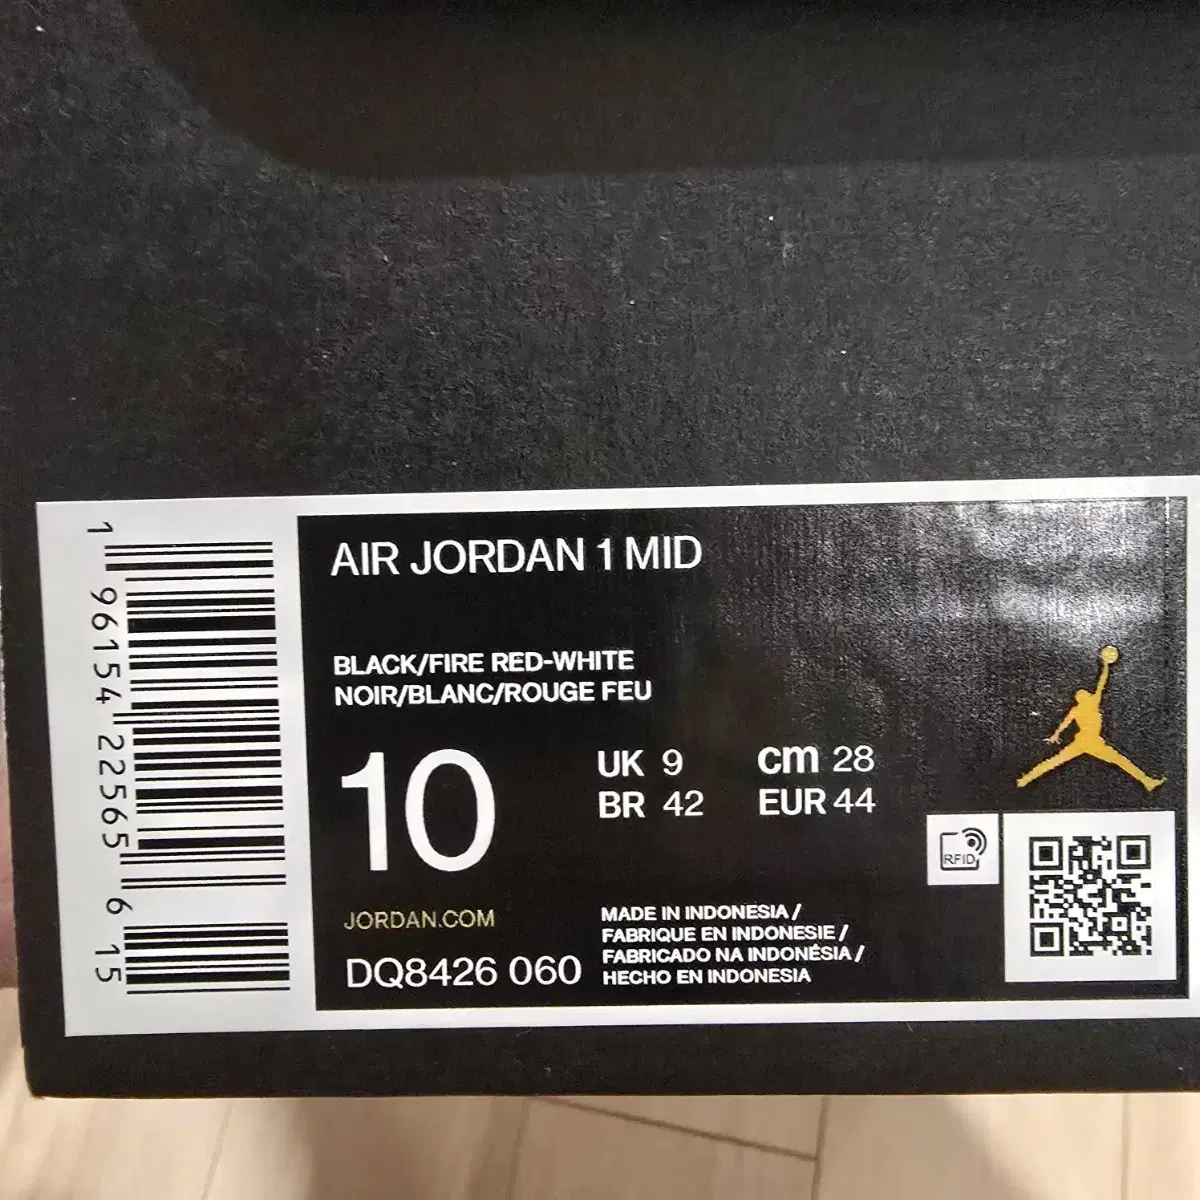 1 96154 22565 6 15
AIR JORDAN 1 MID
BLACK/FIRE RED-WHITE
NOIR/BLANC/ROUGE FEU
10
UK 9 cm 28
BR 42 EUR 44
RFID
JORDAN.COM
DQ8426 060
MADE IN INDONESIA /
FABRIQUE EN INDONESIE /
FABRICADO NA INDONÉSIA /
HECHO EN INDONESIA